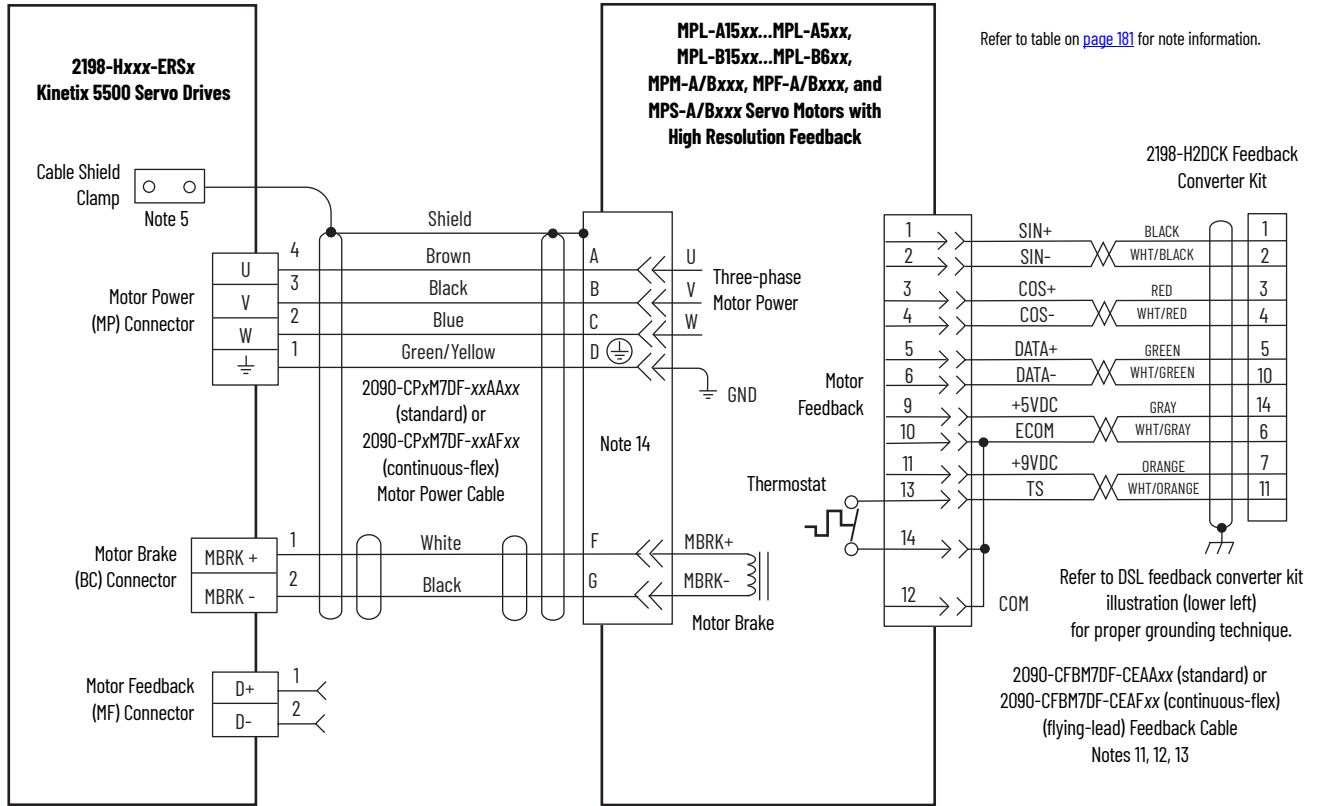 2198-Hxxx-ERSx
Kinetix 5500 Servo Drives
MPL-A15xx...MPL-A5xx,
MPL-B15xx...MPL-B6xx,
MPM-A/Bxxx, MPF-A/Bxxx, and
MPS-A/Bxxx Servo Motors with
High Resolution Feedback
Refer to table on page 181 for note information.
2198-H2DCK Feedback
Converter Kit
Cable Shield
Clamp
Note 5
Motor Power
(MP) Connector
U
V
W
4
3
2
1
Shield
Brown
Black
Blue
Green/Yellow
A
B
C
D
U
V
W
Three-phase
Motor Power
GND
2090-CPxM7DF-xxAAxx
(standard) or
2090-CPxM7DF-xxAFxx
(continuous-flex)
Motor Power Cable
Note 14
Motor Brake
(BC) Connector
MBRK +
MBRK -
1
2
White
Black
F
G
MBRK+
MBRK-
Motor Brake
Motor Feedback
(MF) Connector
D+
D-
1
2
Motor
Feedback
Thermostat
1 SIN+ BLACK 1
2 SIN- WHT/BLACK 2
3 COS+ RED 3
4 COS- WHT/RED 4
5 DATA+ GREEN 5
6 DATA- WHT/GREEN 10
9 +5VDC GRAY 14
10 ECOM WHT/GRAY 6
11 +9VDC ORANGE 7
13 TS WHT/ORANGE 11
14
12 COM
Refer to DSL feedback converter kit
illustration (lower left)
for proper grounding technique.
2090-CFBM7DF-CEAAxx (standard) or
2090-CFBM7DF-CEAFxx (continuous-flex)
(flying-lead) Feedback Cable
Notes 11, 12, 13